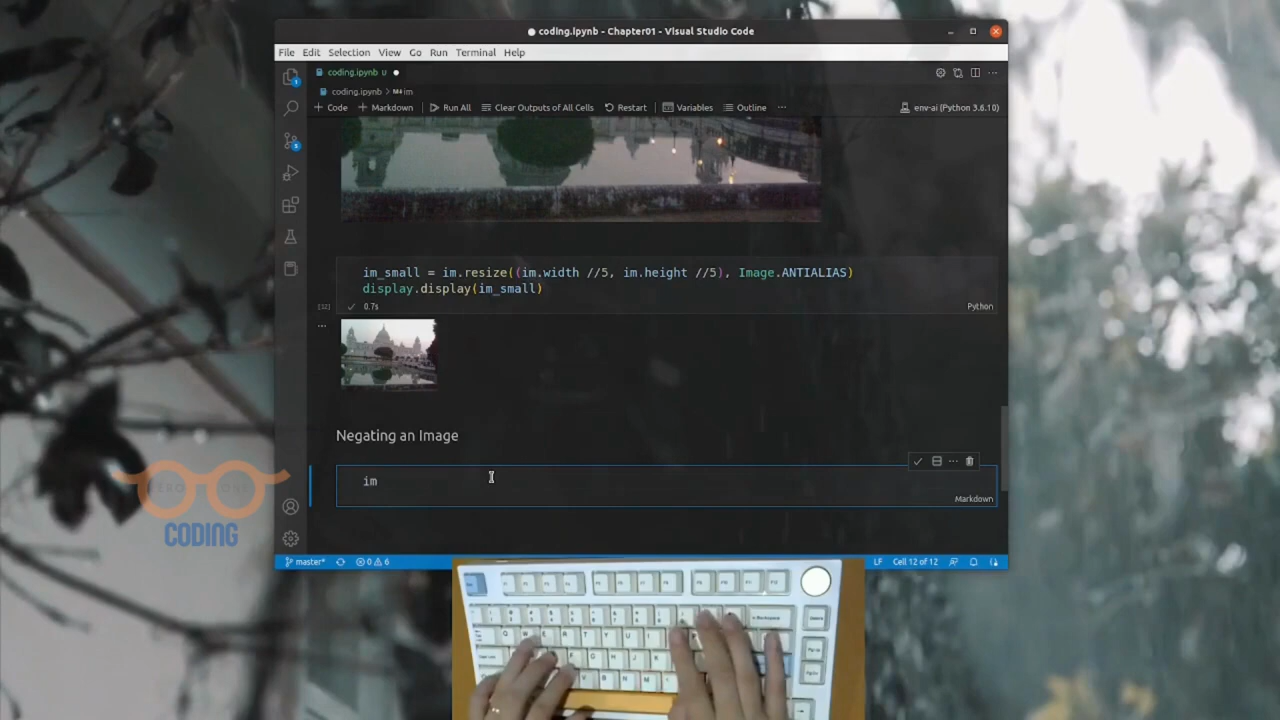 coding.ipynb - Chapter01 - Visual Studio Code
File Edit Selection View Go Run Terminal Help
coding.ipynb U
coding.ipynb > M↓ im
+ Code + Markdown Run All Clear Outputs of All Cells Restart Variables Outline ... env-ai (Python 3.6.10)
im_small = im.resize((im.width //5, im.height //5), Image.ANTIALIAS)
display.display(im_small)
[12] 0.7s Python
Negating an Image
im
Markdown
CODING
master* 0 6 LF Cell 12 of 12